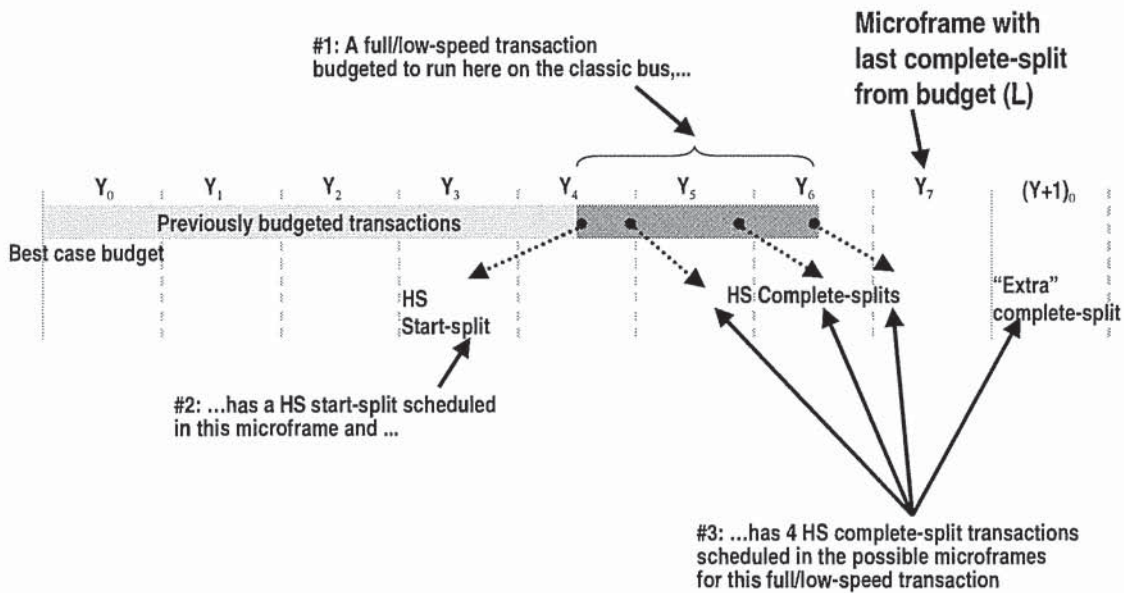 #1: A full/low-speed transaction
budgeted to run here on the classic bus,...
Microframe with
last complete-split
from budget (L)
Y₀ Y₁ Y₂ Y₃ Y₄ Y₅ Y₆ Y₇ (Y+1)₀
Previously budgeted transactions
Best case budget
HS
Start-split
HS Complete-splits
"Extra"
complete-split
#2: ...has a HS start-split scheduled
in this microframe and ...
#3: ...has 4 HS complete-split transactions
scheduled in the possible microframes
for this full/low-speed transaction